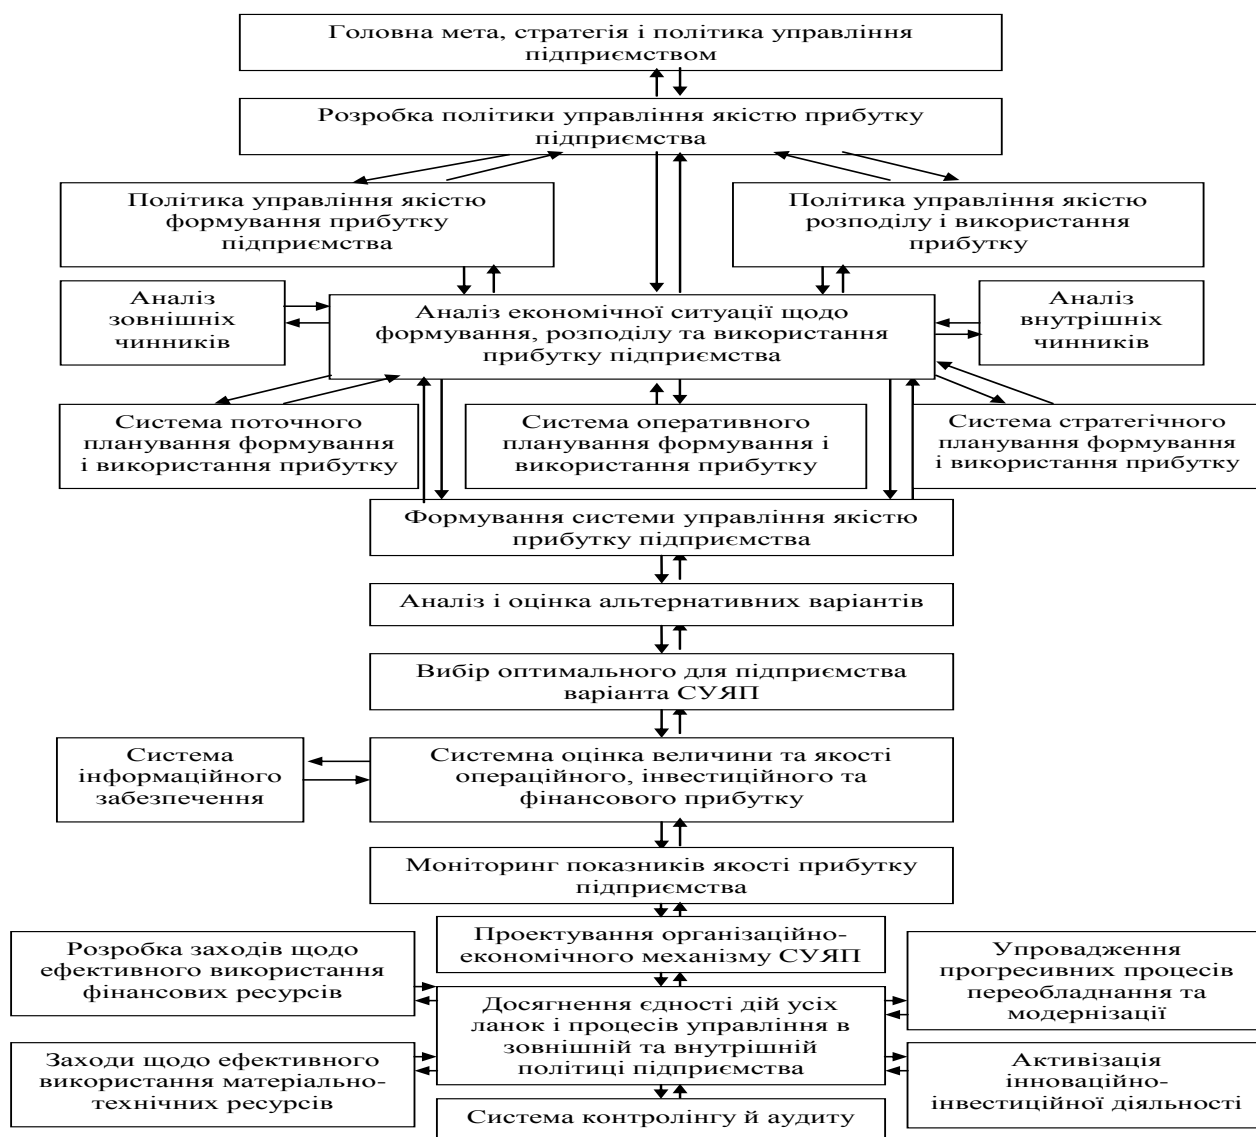 Головна мета, стратегія і політика управління
підприємством
Розробка політики управління якістю прибутку
підприємства
Політика управління якістю
формування прибутку
підприємства
Політика управління якістю
розподілу і використання
прибутку
Аналіз
зовнішніх
чинників
Аналіз економічної ситуації щодо
формування, розподілу та використання
прибутку підприємства
Аналіз
внутрішніх
чинників
Система поточного
планування формування
і використання прибутку
Система оперативного
планування формування і
використання прибутку
Система стратегічного
планування формування
і використання прибутку
Формування системи управління якістю
прибутку підприємства
Аналіз і оцінка альтернативних варіантів
Вибір оптимального для підприємства
варіанта СУЯП
Система
інформаційного
забезпечення
Системна оцінка величини та якості
операційного, інвестиційного та
фінансового прибутку
Моніторинг показників якості прибутку
підприємства
Проектування організаційно-
економічного механізму СУЯП
Розробка заходів щодо
ефективного використання
фінансових ресурсів
Упровадження
прогресивних процесів
переобладнання та
модернізації
Досягнення єдності дій усіх
ланок і процесів управління в
зовнішній та внутрішній
політиці підприємства
Заходи щодо ефективного
використання матеріально-
технічних ресурсів
Активізація
інноваційно-
інвестиційної діяльності
Система контролінгу й аудиту